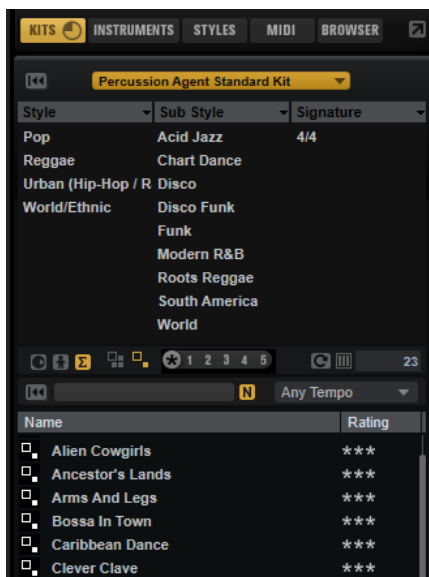 KITS INSTRUMENTS STYLES MIDI BROWSER
Percussion Agent Standard Kit
Style Sub Style Signature
Pop Acid Jazz 4/4
Reggae Chart Dance
Urban (Hip-Hop / R Disco
World/Ethnic Disco Funk
Funk
Modern R&B
Roots Reggae
South America
World
Σ 1 2 3 4 5 23
N Any Tempo
Name Rating
Alien Cowgirls ***
Ancestor's Lands ***
Arms And Legs ***
Bossa In Town ***
Caribbean Dance ***
Clever Clave ***